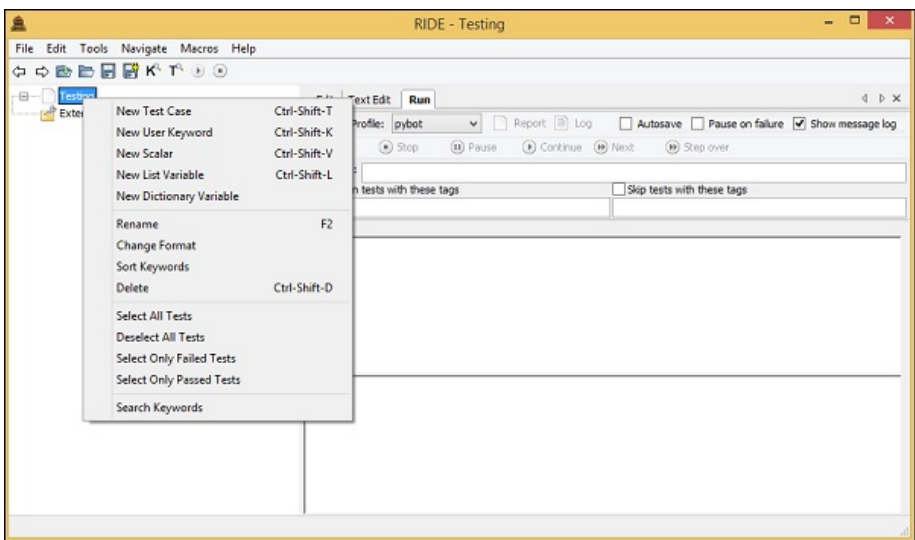 RIDE - Testing
File Edit Tools Navigate Macros Help
Testing
Exter
Text Edit Run
Profile: pybot Report Log Autosave Pause on failure Show message log
Stop Pause Continue Next Step over
n tests with these tags Skip tests with these tags
New Test Case Ctrl-Shift-T
New User Keyword Ctrl-Shift-K
New Scalar Ctrl-Shift-V
New List Variable Ctrl-Shift-L
New Dictionary Variable
Rename F2
Change Format
Sort Keywords
Delete Ctrl-Shift-D
Select All Tests
Deselect All Tests
Select Only Failed Tests
Select Only Passed Tests
Search Keywords